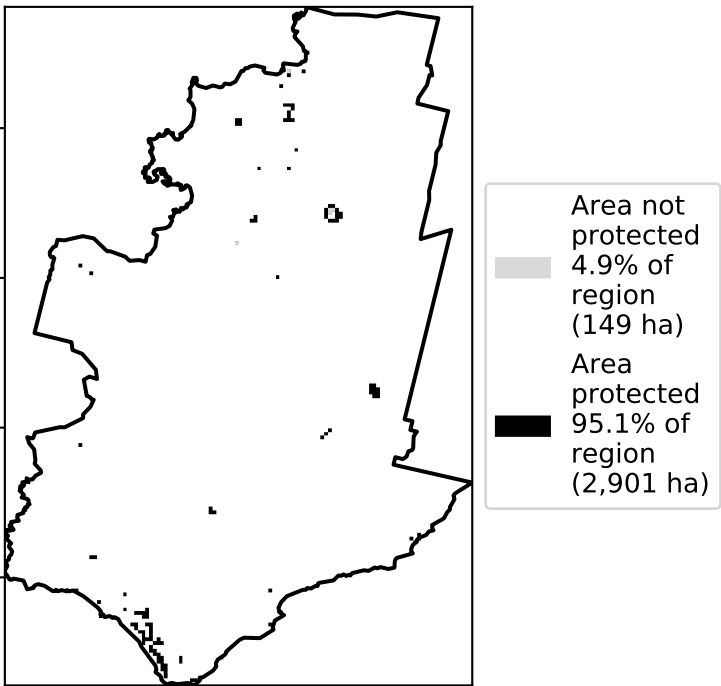 Area not
protected
4.9% of
region
(149 ha)
Area
protected
95.1% of
region
(2,901 ha)